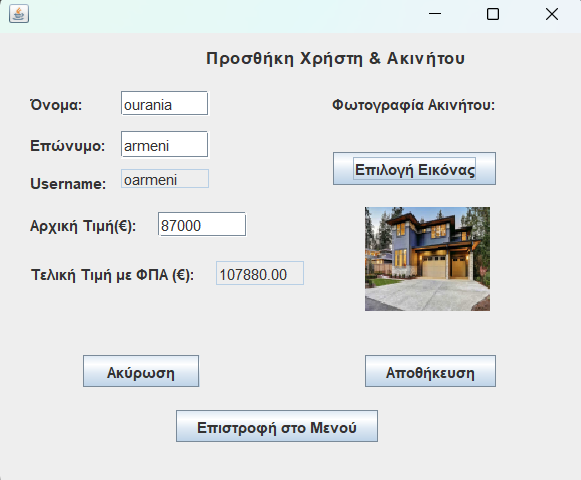 Προσθήκη Χρήστη & Ακινήτου
Όνομα: ourania
Φωτογραφία Ακινήτου:
Επώνυμο: armeni
Username: oarmeni
Επιλογή Εικόνας
Αρχική Τιμή(€): 87000
Τελική Τιμή με ΦΠΑ (€): 107880.00
Ακύρωση
Αποθήκευση
Επιστροφή στο Μενού